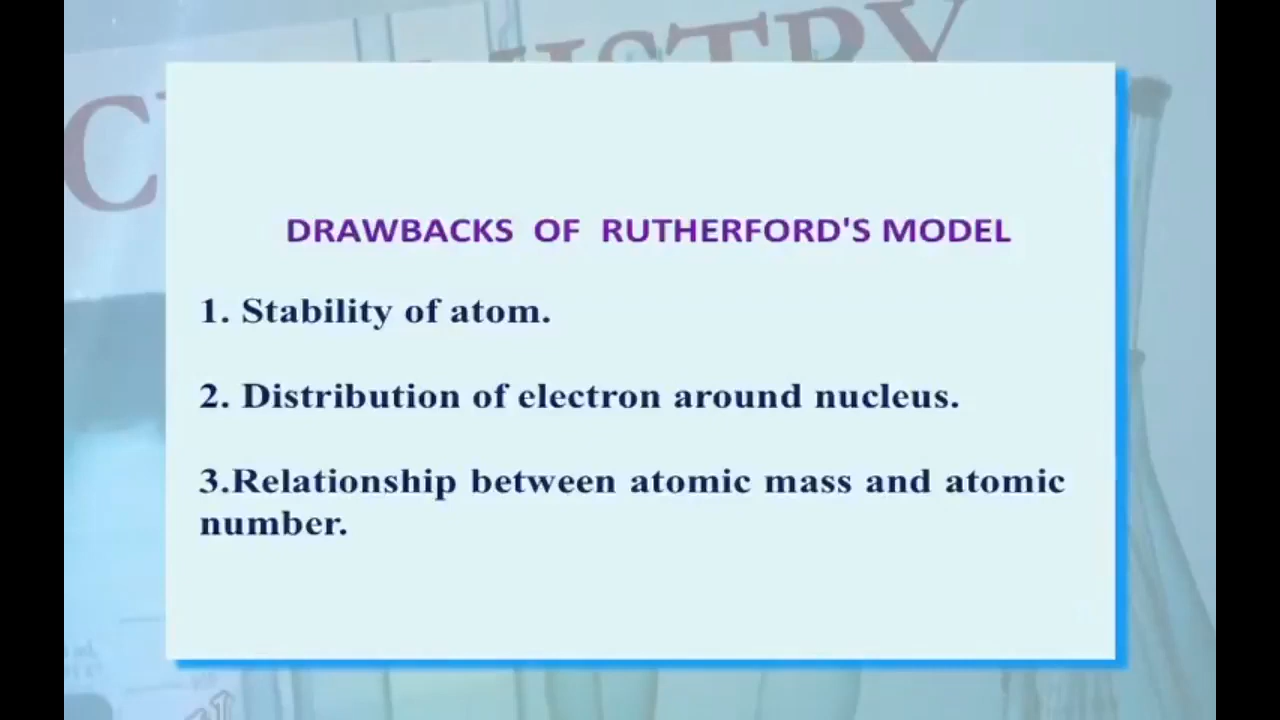 DRAWBACKS OF RUTHERFORD'S MODEL
1. Stability of atom.
2. Distribution of electron around nucleus.
3.Relationship between atomic mass and atomic
number.